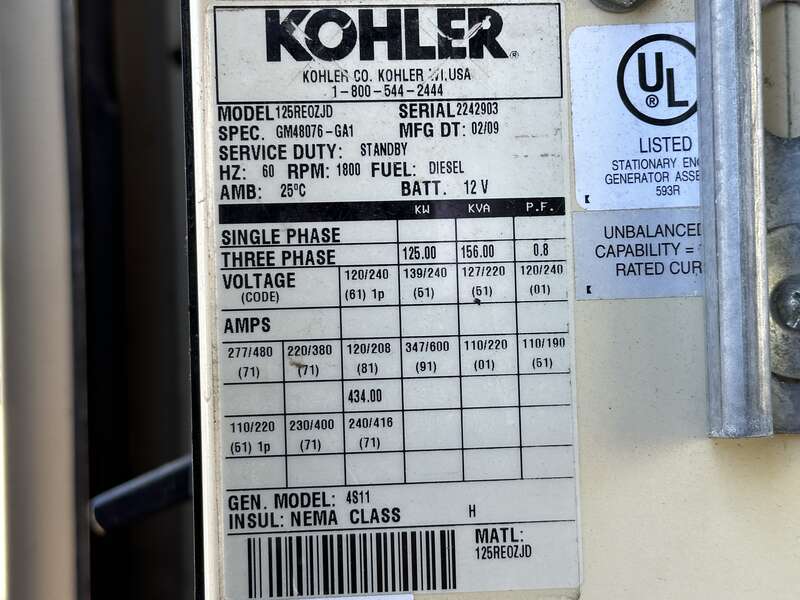 KOHLER®
KOHLER CO. KOHLER WI.USA
1-800-544-2444
MODEL 125REOZJD SERIAL 2242903
SPEC. GM48076-GA1 MFG DT: 02/09
SERVICE DUTY: STANDBY
HZ: 60 RPM: 1800 FUEL: DIESEL
AMB: 25°C BATT. 12 V
KW KVA P.F.
SINGLE PHASE
THREE PHASE 125.00 156.00 0.8
VOLTAGE 120/240 139/240 127/220 120/240
(CODE) (61) 1p (51) (51) (01)
AMPS
277/480 220/380 120/208 347/600 110/220 110/190
(71) (71) (81) (91) (01) (51)
434.00
110/220 230/400 240/416
(51) 1p (71) (71)
GEN. MODEL: 4S11
INSUL: NEMA CLASS H
MATL:
125REOZJD
UL®
LISTED
STATIONARY EN
GENERATOR ASSE
593R
UNBALANCED
CAPABILITY =
RATED CUR